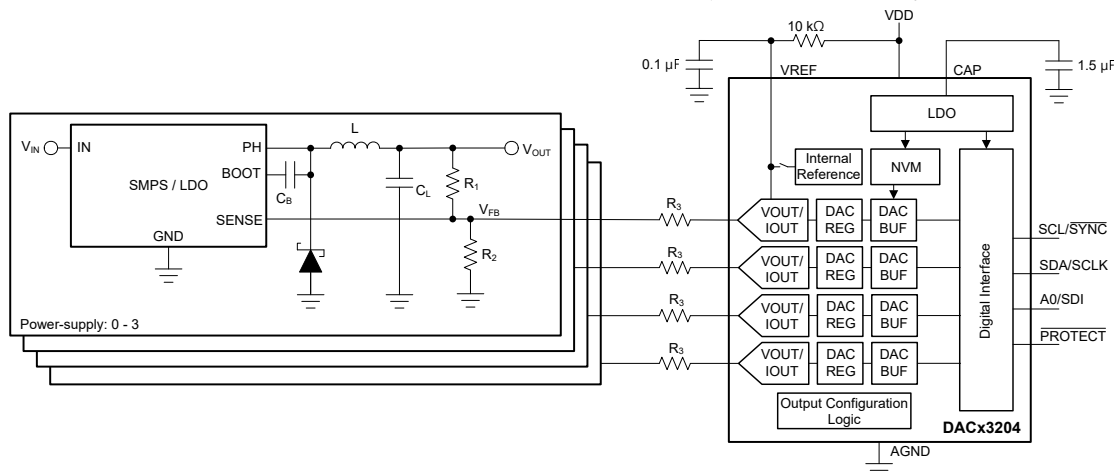 VDD
10 kΩ
0.1 µF
VREF
CAP
1.5 µF
LDO
Internal
Reference
NVM
V_IN
IN
PH
L
V_OUT
BOOT
SMPS / LDO
C_B
C_L
R_1
SENSE
V_FB
GND
R_2
Power-supply: 0 - 3
R_3
VOUT/
IOUT
DAC
REG
DAC
BUF
R_3
VOUT/
IOUT
DAC
REG
DAC
BUF
R_3
VOUT/
IOUT
DAC
REG
DAC
BUF
R_3
VOUT/
IOUT
DAC
REG
DAC
BUF
Digital Interface
SCL/SYNC
SDA/SCLK
A0/SDI
PROTECT
Output Configuration
Logic
DACx3204
AGND